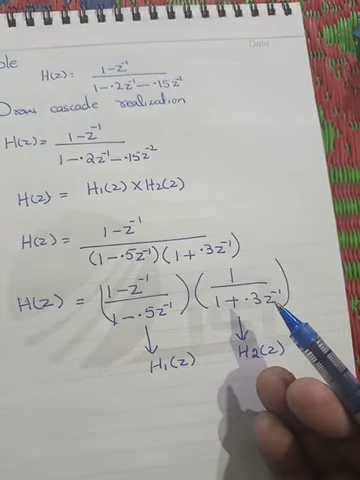 Date
ple
H(z) = 1-z⁻¹ / 1-.2z⁻¹-.15z⁻²
Draw cascade realization
H(z) = 1-z⁻¹ / 1-.2z⁻¹-.15z⁻²
H(z) = H₁(z) × H₂(z)
H(z) = 1-z⁻¹ / (1-.5z⁻¹)(1+.3z⁻¹)
H(z) = (1-z⁻¹ / 1-.5z⁻¹) (1 / 1+.3z⁻¹)
↓ ↓
H₁(z) H₂(z)